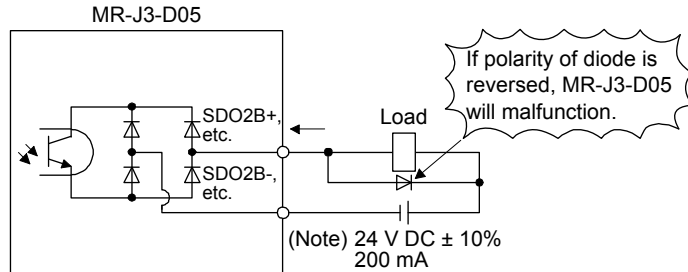 MR-J3-D05
If polarity of diode is
reversed, MR-J3-D05
will malfunction.
SDO2B+,
etc.
Load
SDO2B-,
etc.
(Note) 24 V DC ± 10%
200 mA